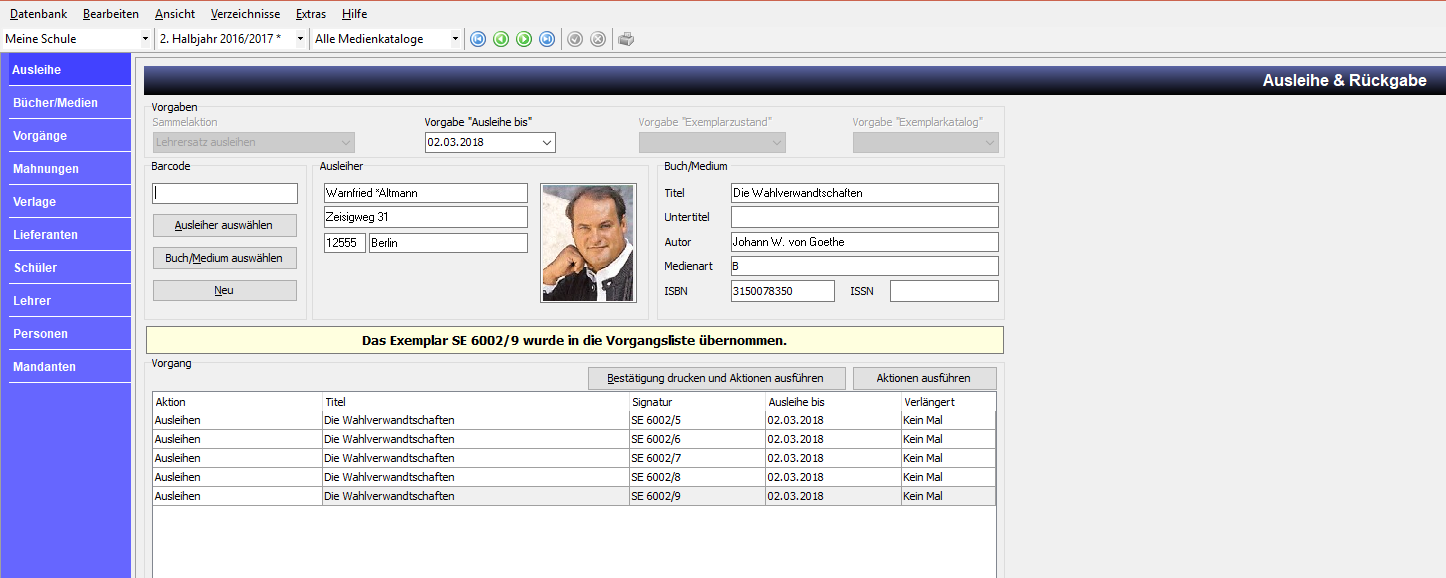 Datenbank Bearbeiten Ansicht Verzeichnisse Extras Hilfe
Meine Schule 2. Halbjahr 2016/2017 * Alle Medienkataloge
Ausleihe
Bücher/Medien
Vorgänge
Mahnungen
Verlage
Lieferanten
Schüler
Lehrer
Personen
Mandanten
Ausleihe & Rückgabe
Vorgaben
Sammelaktion Vorgabe "Ausleihe bis" Vorgabe "Exemplarzustand" Vorgabe "Exemplarkatalog"
Lehrersatz ausleihen 02.03.2018
Barcode
Ausleiher auswählen
Buch/Medium auswählen
Neu
Ausleiher
Warnfried *Altmann
Zeisigweg 31
12555 Berlin
Buch/Medium
Titel Die Wahlverwandtschaften
Untertitel
Autor Johann W. von Goethe
Medienart B
ISBN 3150078350 ISSN
Das Exemplar SE 6002/9 wurde in die Vorgangsliste übernommen.
Vorgang
Bestätigung drucken und Aktionen ausführen Aktionen ausführen
Aktion Titel Signatur Ausleihe bis Verlängert
Ausleihen Die Wahlverwandtschaften SE 6002/5 02.03.2018 Kein Mal
Ausleihen Die Wahlverwandtschaften SE 6002/6 02.03.2018 Kein Mal
Ausleihen Die Wahlverwandtschaften SE 6002/7 02.03.2018 Kein Mal
Ausleihen Die Wahlverwandtschaften SE 6002/8 02.03.2018 Kein Mal
Ausleihen Die Wahlverwandtschaften SE 6002/9 02.03.2018 Kein Mal